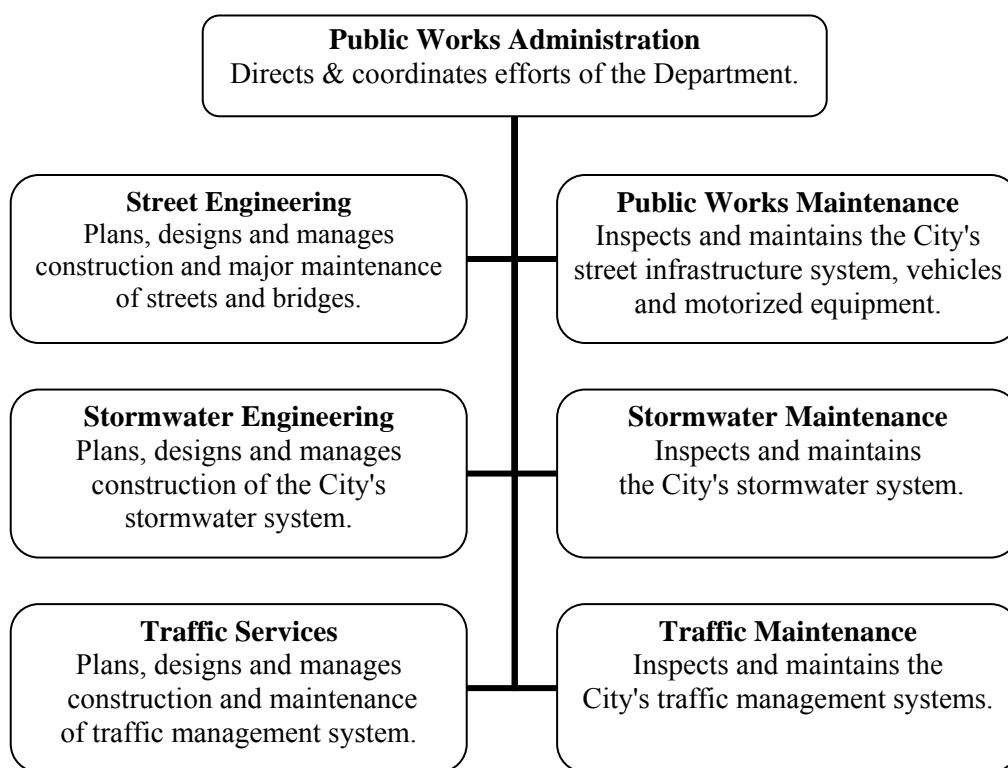 Public Works Administration
Directs & coordinates efforts of the Department.
Street Engineering
Plans, designs and manages
construction and major maintenance
of streets and bridges.
Public Works Maintenance
Inspects and maintains the City's
street infrastructure system, vehicles
and motorized equipment.
Stormwater Engineering
Plans, designs and manages
construction of the City's
stormwater system.
Stormwater Maintenance
Inspects and maintains
the City's stormwater system.
Traffic Services
Plans, designs and manages
construction and maintenance
of traffic management system.
Traffic Maintenance
Inspects and maintains the
City's traffic management systems.